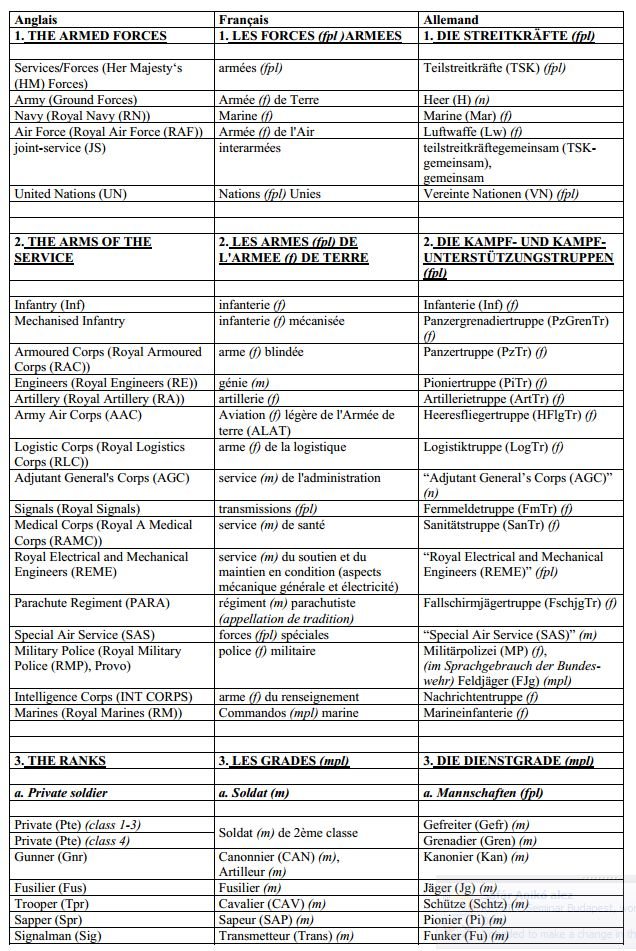 Anglais Français Allemand
1. THE ARMED FORCES 1. LES FORCES (fpl )ARMEES 1. DIE STREITKRÄFTE (fpl)
Services/Forces (Her Majesty‘s armées (fpl) Teilstreitkräfte (TSK) (fpl)
(HM) Forces)
Army (Ground Forces) Armée (f) de Terre Heer (H) (n)
Navy (Royal Navy (RN)) Marine (f) Marine (Mar) (f)
Air Force (Royal Air Force (RAF)) Armée (f) de l'Air Luftwaffe (Lw) (f)
joint-service (JS) interarmées teilstreitkräftegemeinsam (TSK-
gemeinsam),
gemeinsam
United Nations (UN) Nations (fpl) Unies Vereinte Nationen (VN) (fpl)
2. THE ARMS OF THE 2. LES ARMES (fpl) DE 2. DIE KAMPF- UND KAMPF-
SERVICE L'ARMEE (f) DE TERRE UNTERSTÜTZUNGSTRUPPEN
(fpl)
Infantry (Inf) infanterie (f) Infanterie (Inf) (f)
Mechanised Infantry infanterie (f) mécanisée Panzergrenadiertruppe (PzGrenTr)
(f)
Armoured Corps (Royal Armoured arme (f) blindée Panzertruppe (PzTr) (f)
Corps (RAC))
Engineers (Royal Engineers (RE)) génie (m) Pioniertruppe (PiTr) (f)
Artillery (Royal Artillery (RA)) artillerie (f) Artillerietruppe (ArtTr) (f)
Army Air Corps (AAC) Aviation (f) légère de l'Armée de Heeresfliegertruppe (HFlgTr) (f)
terre (ALAT)
Logistic Corps (Royal Logistics arme (f) de la logistique Logistiktruppe (LogTr) (f)
Corps (RLC))
Adjutant General's Corps (AGC) service (m) de l'administration “Adjutant General’s Corps (AGC)”
(n)
Signals (Royal Signals) transmissions (fpl) Fernmeldetruppe (FmTr) (f)
Medical Corps (Royal A Medical service (m) de santé Sanitätstruppe (SanTr) (f)
Corps (RAMC))
Royal Electrical and Mechanical service (m) du soutien et du “Royal Electrical and Mechanical
Engineers (REME) maintien en condition (aspects Engineers (REME)” (fpl)
mécanique générale et électricité)
Parachute Regiment (PARA) régiment (m) parachutiste Fallschirmjägertruppe (FschjgTr) (f)
(appellation de tradition)
Special Air Service (SAS) forces (fpl) spéciales “Special Air Service (SAS)” (m)
Military Police (Royal Military police (f) militaire Militärpolizei (MP) (f),
Police (RMP), Provo) (im Sprachgebrauch der Bundes-
wehr) Feldjäger (FJg) (mpl)
Intelligence Corps (INT CORPS) arme (f) du renseignement Nachrichtentruppe (f)
Marines (Royal Marines (RM)) Commandos (mpl) marine Marineinfanterie (f)
3. THE RANKS 3. LES GRADES (mpl) 3. DIE DIENSTGRADE (mpl)
a. Private soldier a. Soldat (m) a. Mannschaften (fpl)
Private (Pte) (class 1-3) Soldat (m) de 2ème classe Gefreiter (Gefr) (m)
Private (Pte) (class 4) Grenadier (Gren) (m)
Gunner (Gnr) Canonnier (CAN) (m), Kanonier (Kan) (m)
Artilleur (m)
Fusilier (Fus) Fusilier (m) Jäger (Jg) (m)
Trooper (Tpr) Cavalier (CAV) (m) Schütze (Schtz) (m)
Sapper (Spr) Sapeur (SAP) (m) Pionier (Pi) (m)
Signalman (Sig) Transmetteur (Trans) (m) Funker (Fu) (m)